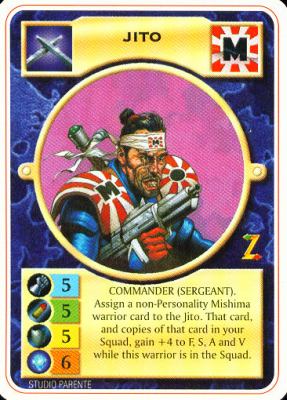 JITO
M
M
M
5
5
5
6
COMMANDER (SERGEANT).
Assign a non-Personality Mishima
warrior card to the Jito. That card,
and copies of that card in your
Squad, gain +4 to F, S, A and V
while this warrior is in the Squad.
STUDIO PARENTE